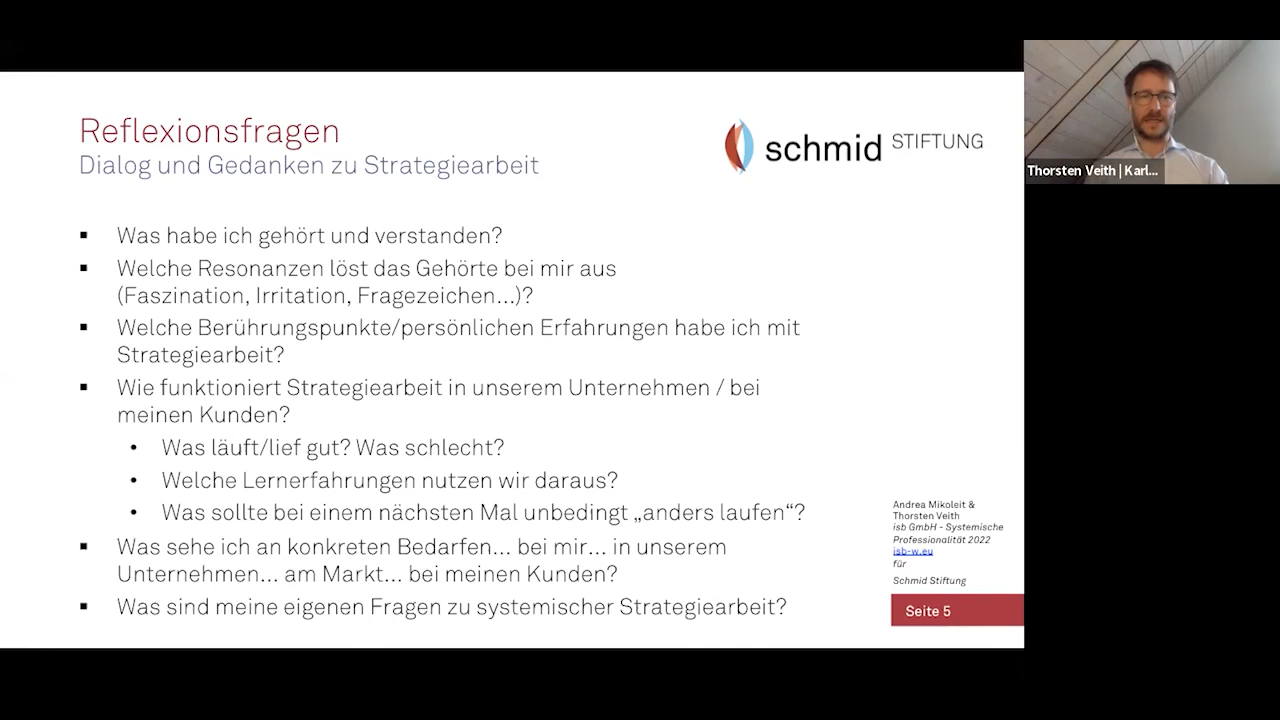 Reflexionsfragen
Dialog und Gedanken zu Strategiearbeit
schmid STIFTUNG
Thorsten Veith | Karl...
▪ Was habe ich gehört und verstanden?
▪ Welche Resonanzen löst das Gehörte bei mir aus
(Faszination, Irritation, Fragezeichen...)?
▪ Welche Berührungspunkte/persönlichen Erfahrungen habe ich mit
Strategiearbeit?
▪ Wie funktioniert Strategiearbeit in unserem Unternehmen / bei
meinen Kunden?
• Was läuft/lief gut? Was schlecht?
• Welche Lernerfahrungen nutzen wir daraus?
• Was sollte bei einem nächsten Mal unbedingt „anders laufen“?
▪ Was sehe ich an konkreten Bedarfen... bei mir... in unserem
Unternehmen... am Markt... bei meinen Kunden?
▪ Was sind meine eigenen Fragen zu systemischer Strategiearbeit?
Andrea Mikoleit &
Thorsten Veith
isb GmbH - Systemische
Professionalität 2022
isb-w.eu
für
Schmid Stiftung
Seite 5